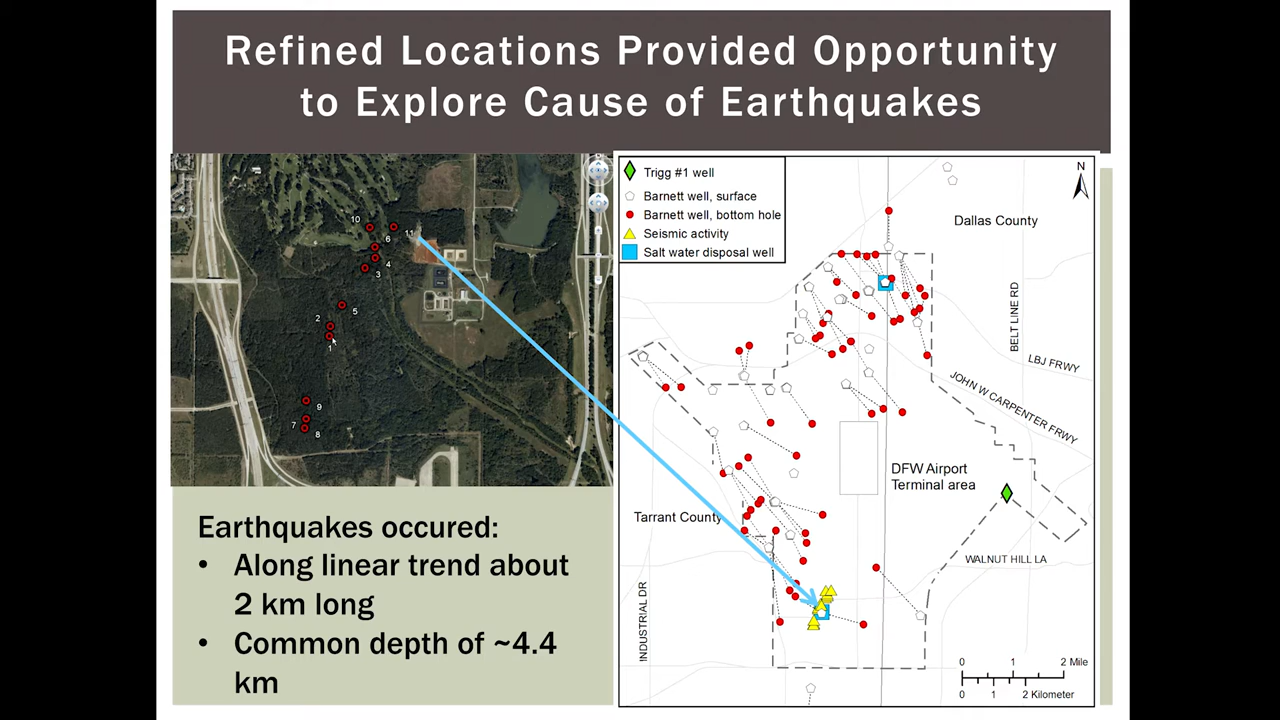 Refined Locations Provided Opportunity
to Explore Cause of Earthquakes
10
11
6
4
3
5
2
1
9
7
8
Earthquakes occured:
• Along linear trend about
2 km long
• Common depth of ~4.4
km
Trigg #1 well
Barnett well, surface
Barnett well, bottom hole
Seismic activity
Salt water disposal well
N
Dallas County
BELT LINE RD
LBJ FRWY
JOHN W CARPENTER FRWY
DFW Airport
Terminal area
Tarrant County
WALNUT HILL LA
INDUSTRIAL DR
0 1 2 Mile
0 1 2 Kilometer